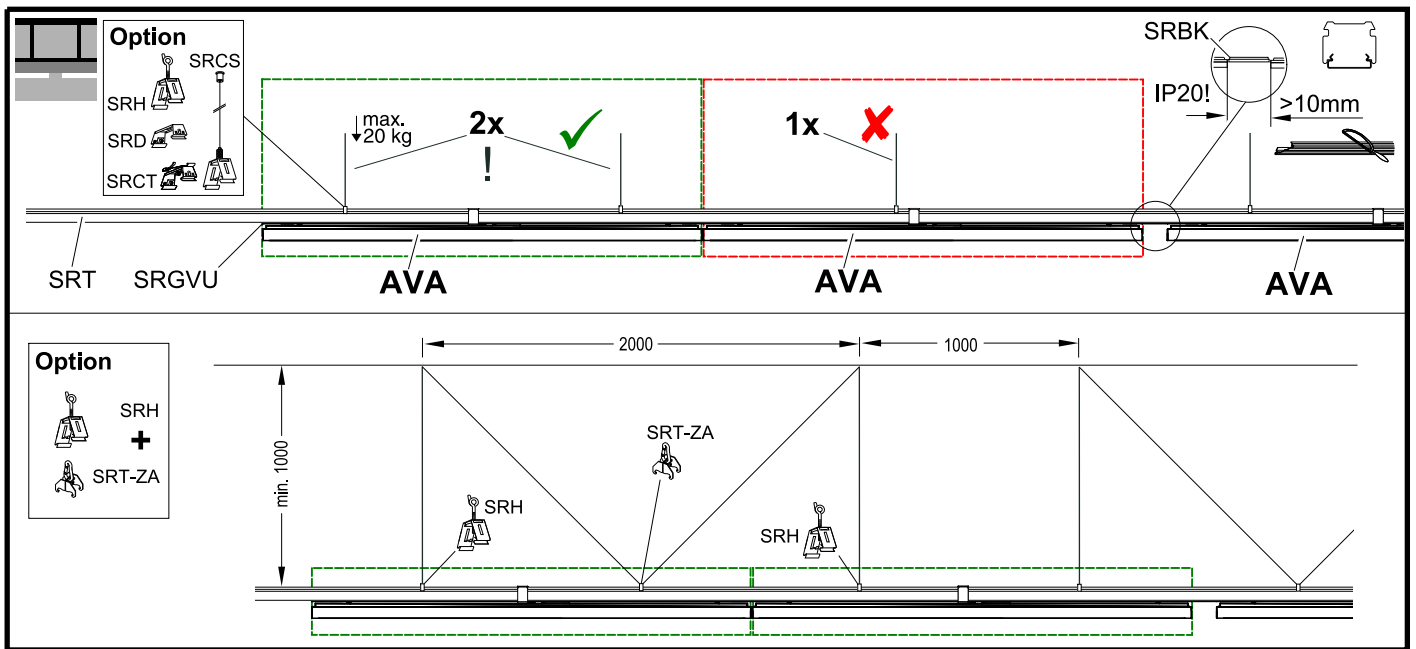 Option
SRCS
SRH
SRD
SRCT
max.
20 kg
2x
!
1x
SRBK
IP20!
>10mm
SRT
SRGVU
AVA
AVA
AVA
Option
SRH
+
SRT-ZA
2000
1000
min. 1000
SRH
SRT-ZA
SRH